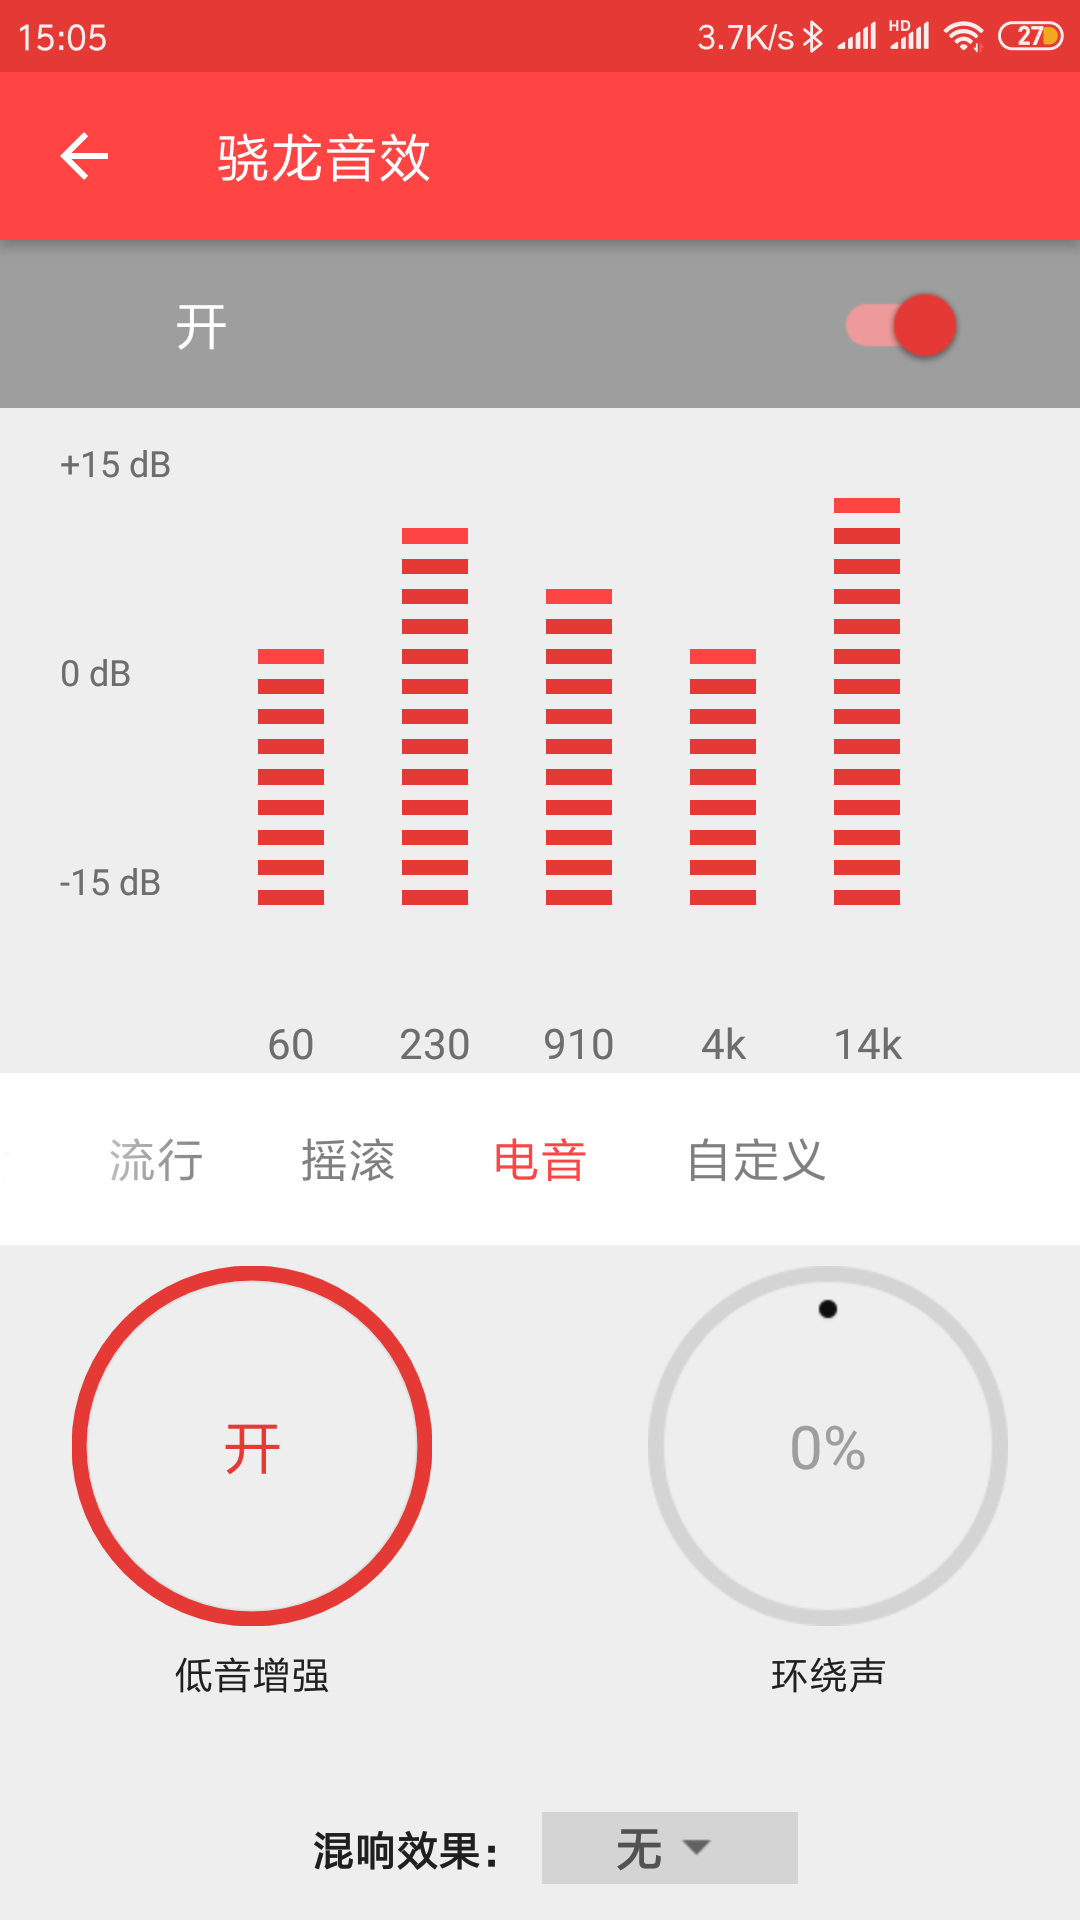 15:05 3.7K/s HD 27
骁龙音效
开
+15 dB
0 dB
-15 dB
60 230 910 4k 14k
流行 摇滚 电音 自定义
开 0%
低音增强 环绕声
混响效果: 无